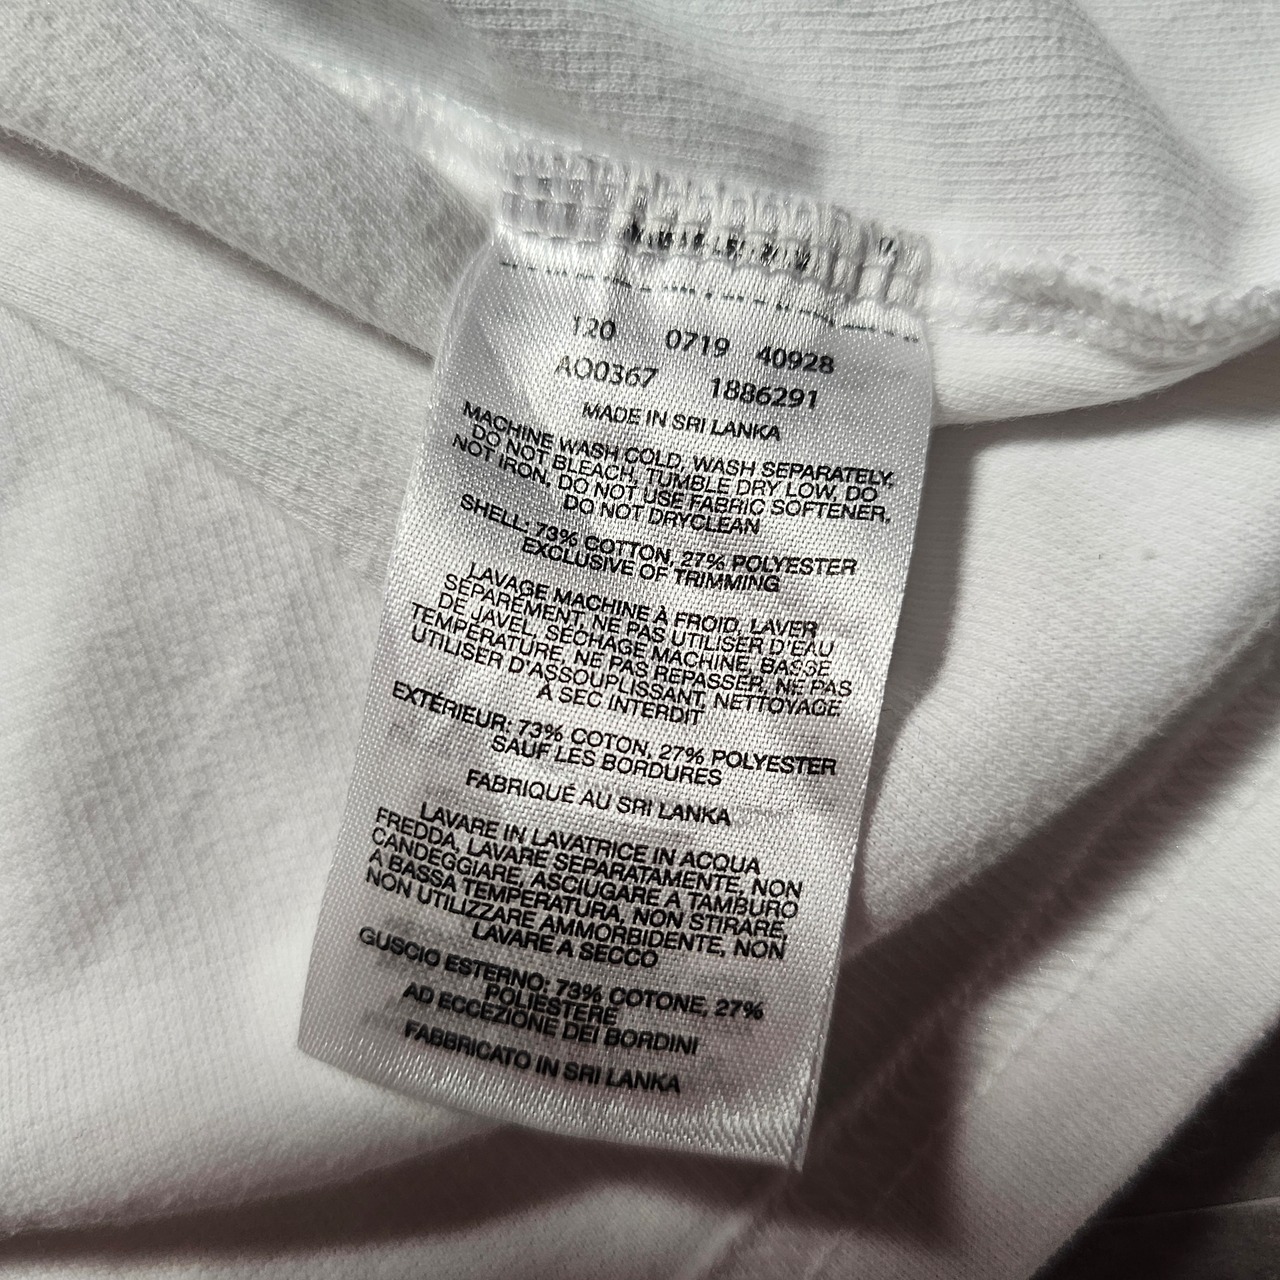 120 0719 40928
AO0367 1886291
MADE IN SRI LANKA
MACHINE WASH COLD, WASH SEPARATELY,
DO NOT BLEACH, TUMBLE DRY LOW, DO
NOT IRON, DO NOT USE FABRIC SOFTENER,
DO NOT DRYCLEAN
SHELL: 73% COTTON, 27% POLYESTER
EXCLUSIVE OF TRIMMING
LAVAGE MACHINE À FROID, LAVER
SÉPARÉMENT, NE PAS UTILISER D'EAU
DE JAVEL, SÉCHAGE MACHINE, BASSE
TEMPÉRATURE, NE PAS REPASSER, NE PAS
UTILISER D'ASSOUPLISSANT, NETTOYAGE
À SEC INTERDIT
EXTÉRIEUR: 73% COTON, 27% POLYESTER
SAUF LES BORDURES
FABRIQUÉ AU SRI LANKA
LAVARE IN LAVATRICE IN ACQUA
FREDDA, LAVARE SEPARATAMENTE, NON
CANDEGGIARE, ASCIUGARE A TAMBURO
A BASSA TEMPERATURA, NON STIRARE,
NON UTILIZZARE AMMORBIDENTE, NON
LAVARE A SECCO
GUSCIO ESTERNO: 73% COTONE, 27%
POLIESTERE
AD ECCEZIONE DEI BORDINI
FABBRICATO IN SRI LANKA